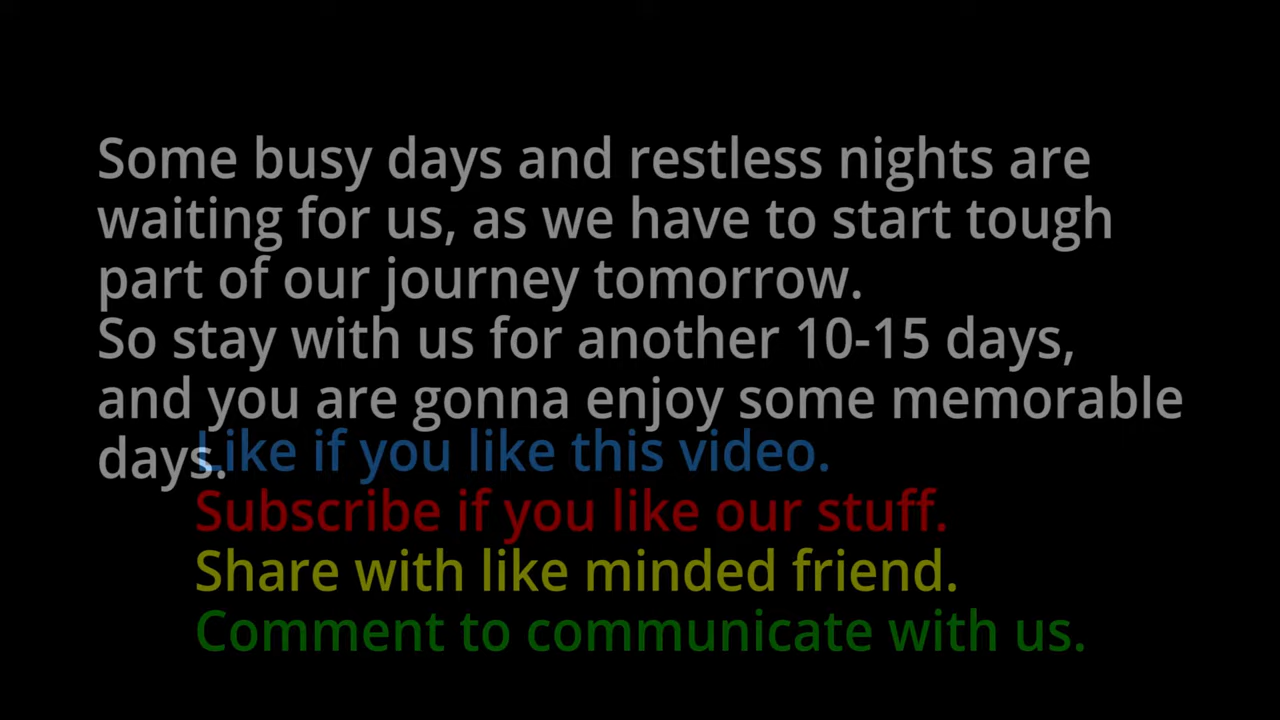 Some busy days and restless nights are
waiting for us, as we have to start tough
part of our journey tomorrow.
So stay with us for another 10-15 days,
and you are gonna enjoy some memorable
days.
Like if you like this video.
Subscribe if you like our stuff.
Share with like minded friend.
Comment to communicate with us.